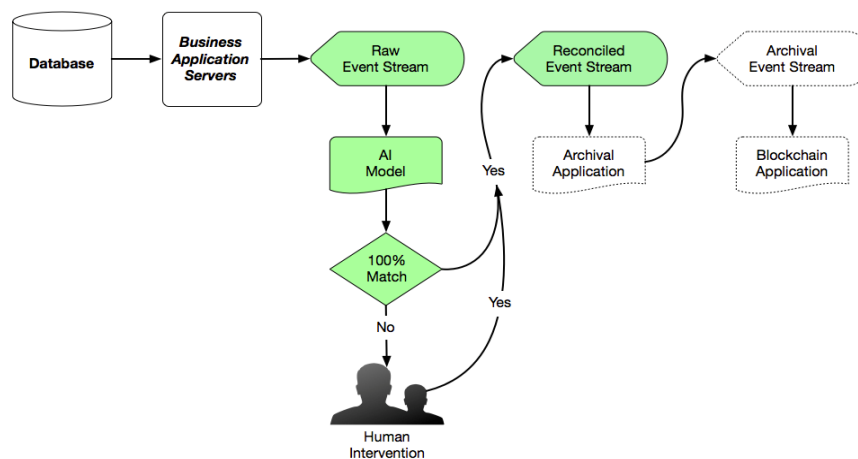 Database
Business
Application
Servers
Raw
Event Stream
Reconciled
Event Stream
Archival
Event Stream
AI
Model
Archival
Application
Blockchain
Application
Yes
100%
Match
Yes
No
Human
Intervention